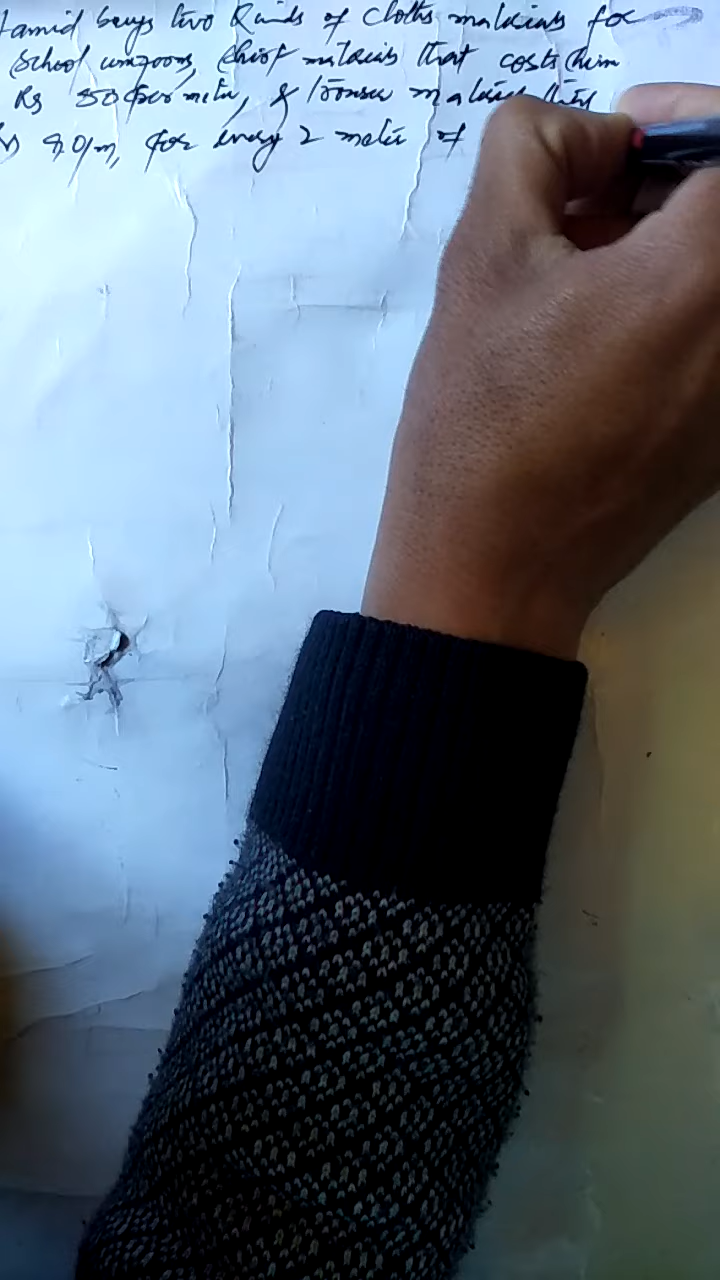 Hamid buys two kinds of cloths materials for
School uniforms, shirt materials that costs him
Rs 50 per meter, & trouser material that
90/m, for every 2 meter of